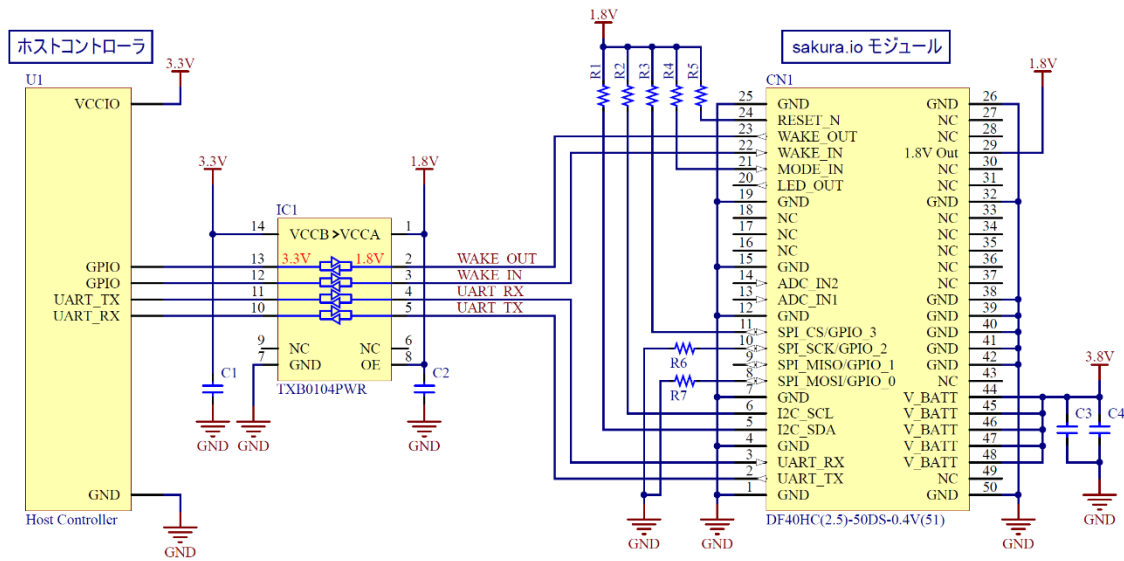 ホストコントローラ
U1
3.3V
VCCIO
GPIO
GPIO
UART_TX
UART_RX
GND
Host Controller
GND
3.3V
1.8V
IC1
14
VCCB>VCCA
1
13
3.3V
1.8V
2
12
3
11
4
10
5
9
NC
NC
6
7
GND
OE
8
TXB0104PWR
C1
C2
GND
GND
GND
WAKE_OUT
WAKE_IN
UART_RX
UART_TX
1.8V
R1
R2
R3
R4
R5
R6
R7
GND
GND
sakura.io モジュール
CN1
25 GND
24 RESET_N
23 WAKE_OUT
22 WAKE_IN
21 MODE_IN
20 LED_OUT
19 GND
18 NC
17 NC
16 NC
15 GND
14 ADC_IN2
13 ADC_IN1
12 GND
11 SPI_CS/GPIO_3
10 SPI_SCK/GPIO_2
9 SPI_MISO/GPIO_1
8 SPI_MOSI/GPIO_0
7 GND
6 I2C_SCL
5 I2C_SDA
4 GND
3 UART_RX
2 UART_TX
1 GND
GND 26
NC 27
NC 28
1.8V Out 29
NC 30
NC 31
GND 32
NC 33
NC 34
NC 35
NC 36
NC 37
GND 38
GND 39
GND 40
GND 41
GND 42
NC 43
V_BATT 44
V_BATT 45
V_BATT 46
V_BATT 47
V_BATT 48
NC 49
GND 50
DF40HC(2.5)-50DS-0.4V(51)
1.8V
3.8V
C3
C4
GND
GND